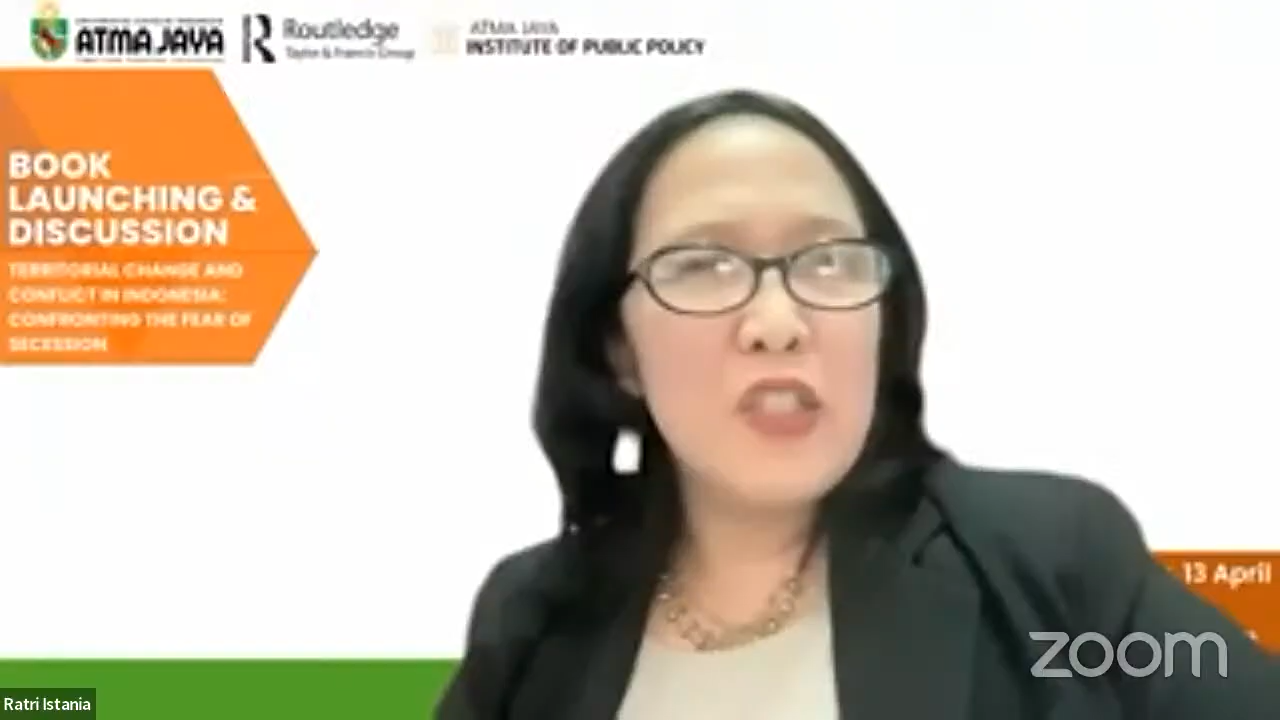 ATMA JAYA
Routledge
Taylor & Francis Group
ATMA JAYA
INSTITUTE OF PUBLIC POLICY
BOOK
LAUNCHING &
DISCUSSION
TERRITORIAL CHANGE AND
CONFLICT IN INDONESIA:
CONFRONTING THE FEAR OF
SECESSION
13 April
zoom
Ratri Istania